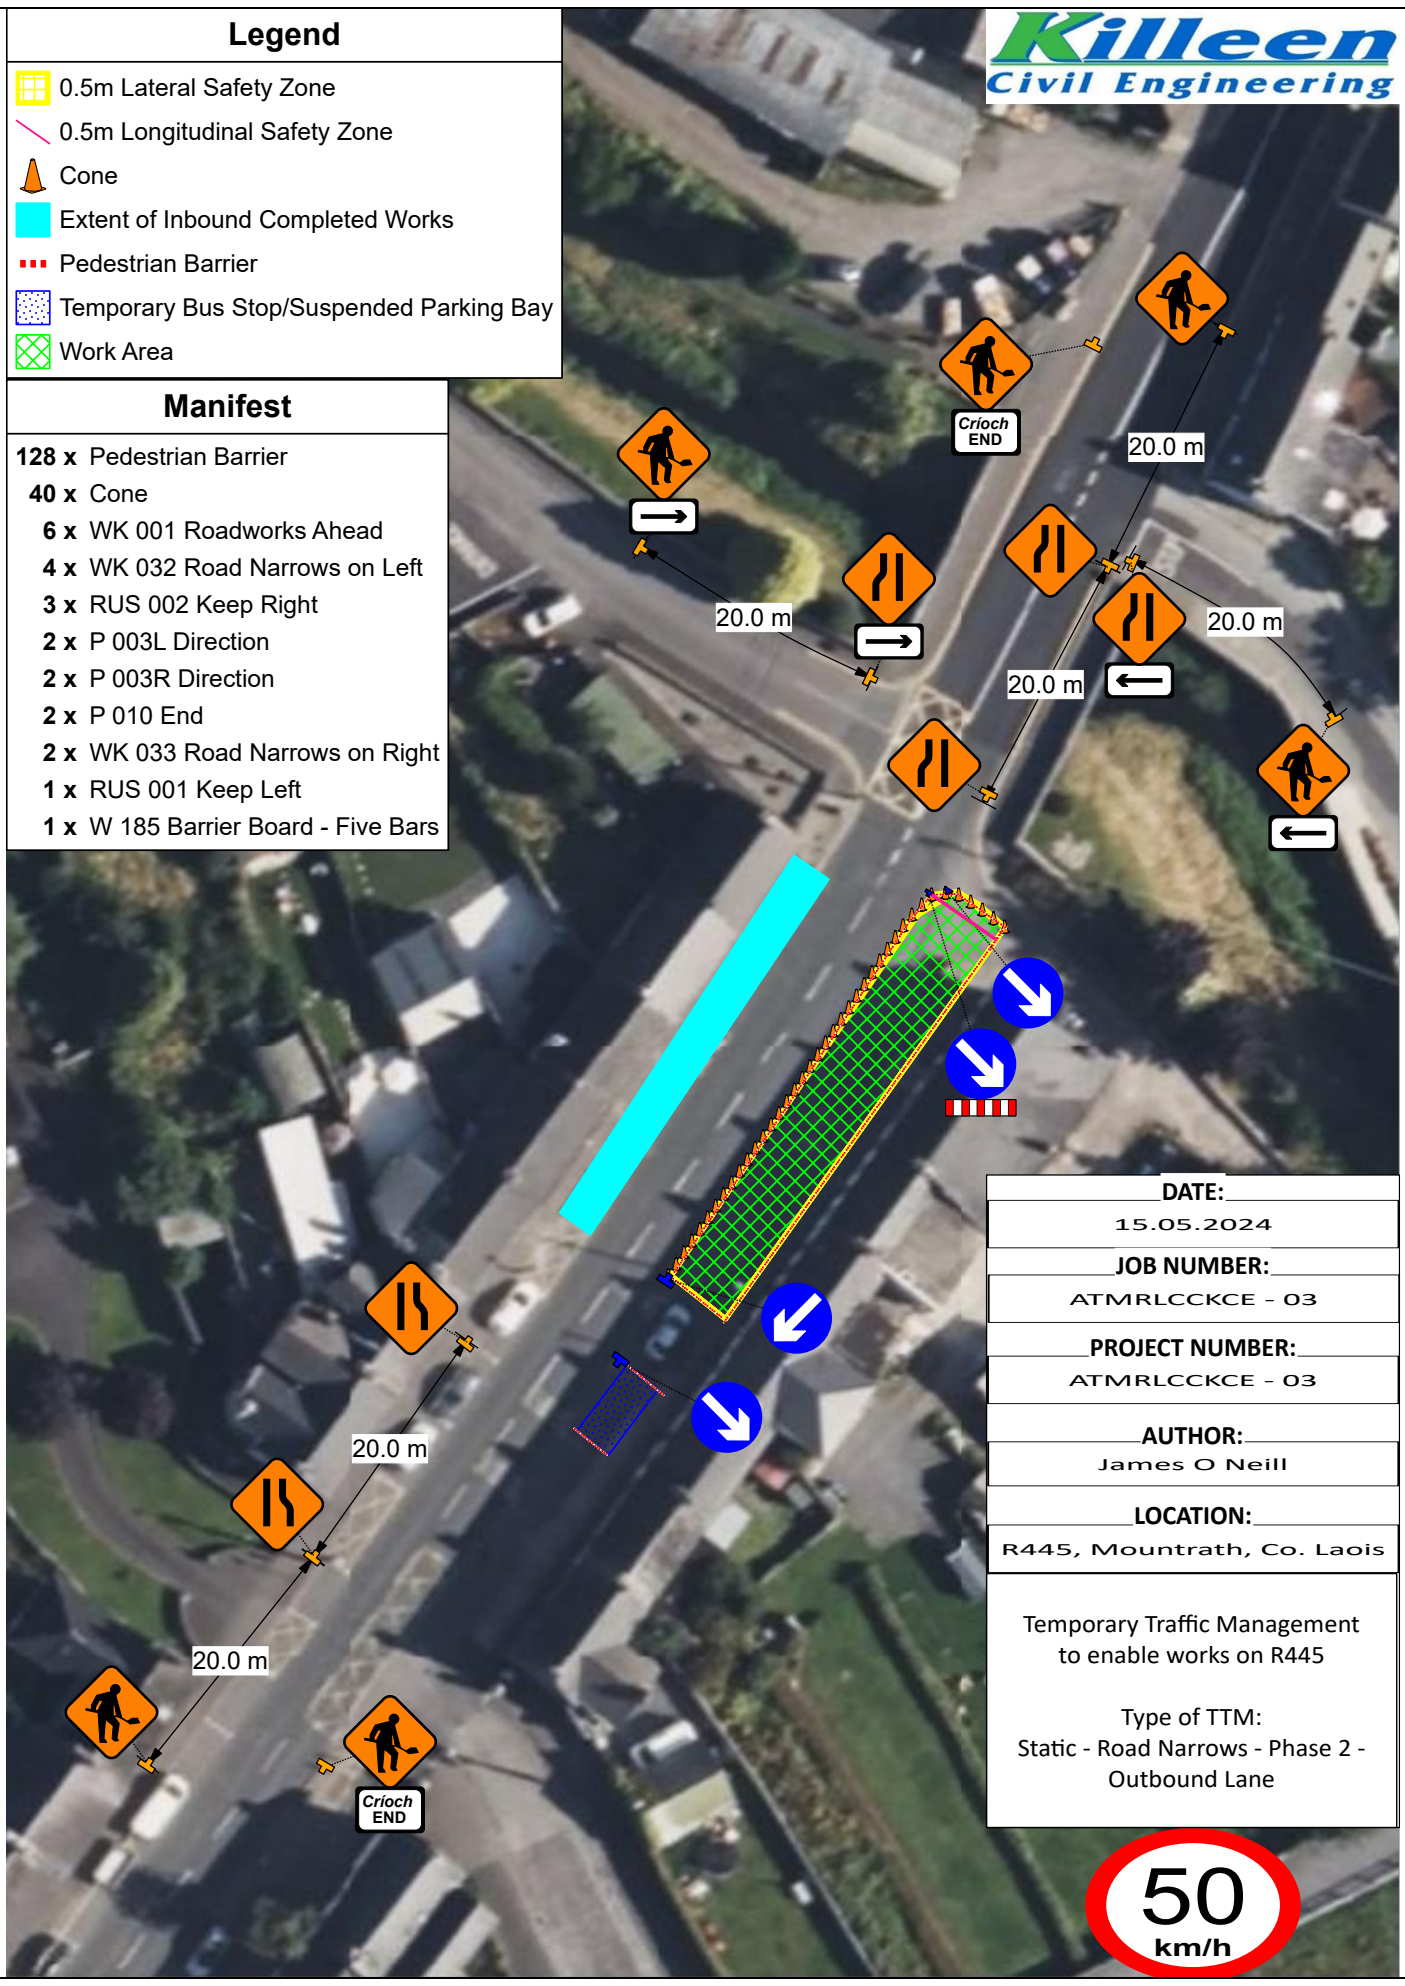 Legend
0.5m Lateral Safety Zone
0.5m Longitudinal Safety Zone
Cone
Extent of Inbound Completed Works
Pedestrian Barrier
Temporary Bus Stop/Suspended Parking Bay
Work Area
Manifest
128 x Pedestrian Barrier
40 x Cone
6 x WK 001 Roadworks Ahead
4 x WK 032 Road Narrows on Left
3 x RUS 002 Keep Right
2 x P 003L Direction
2 x P 003R Direction
2 x P 010 End
2 x WK 033 Road Narrows on Right
1 x RUS 001 Keep Left
1 x W 185 Barrier Board - Five Bars
Killeen
Civil Engineering
Críoch
END
20.0 m
20.0 m
20.0 m
20.0 m
20.0 m
20.0 m
Críoch
END
DATE:
15.05.2024
JOB NUMBER:
ATMRLCCKCE - 03
PROJECT NUMBER:
ATMRLCCKCE - 03
AUTHOR:
James O Neill
LOCATION:
R445, Mountrath, Co. Laois
Temporary Traffic Management
to enable works on R445
Type of TTM:
Static - Road Narrows - Phase 2 -
Outbound Lane
50
km/h